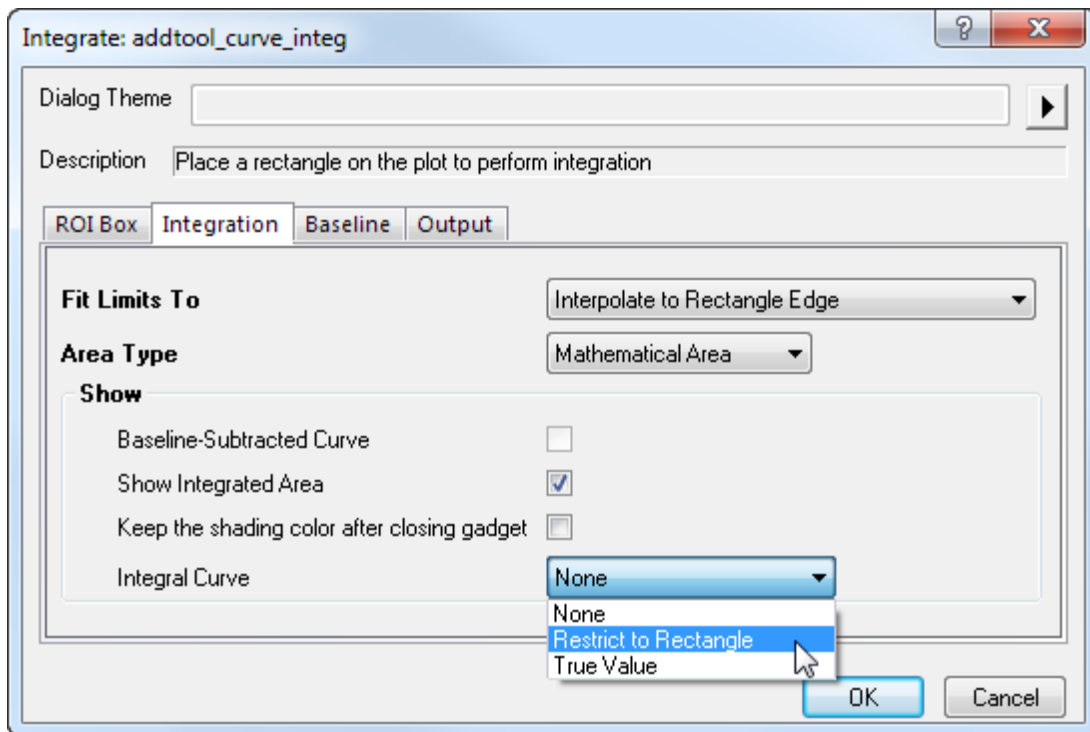 Integrate: addtool_curve_integ
Dialog Theme
Description Place a rectangle on the plot to perform integration
ROI Box Integration Baseline Output
Fit Limits To Interpolate to Rectangle Edge
Area Type Mathematical Area
Show
Baseline-Subtracted Curve
Show Integrated Area
Keep the shading color after closing gadget
Integral Curve None
None
Restrict to Rectangle
True Value
OK Cancel